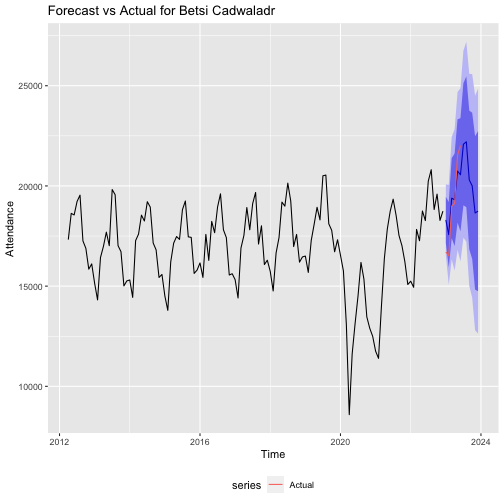 Forecast vs Actual for Betsi Cadwaladr
25000
20000
15000
10000
Attendance
2012
2016
2020
2024
Time
series
Actual